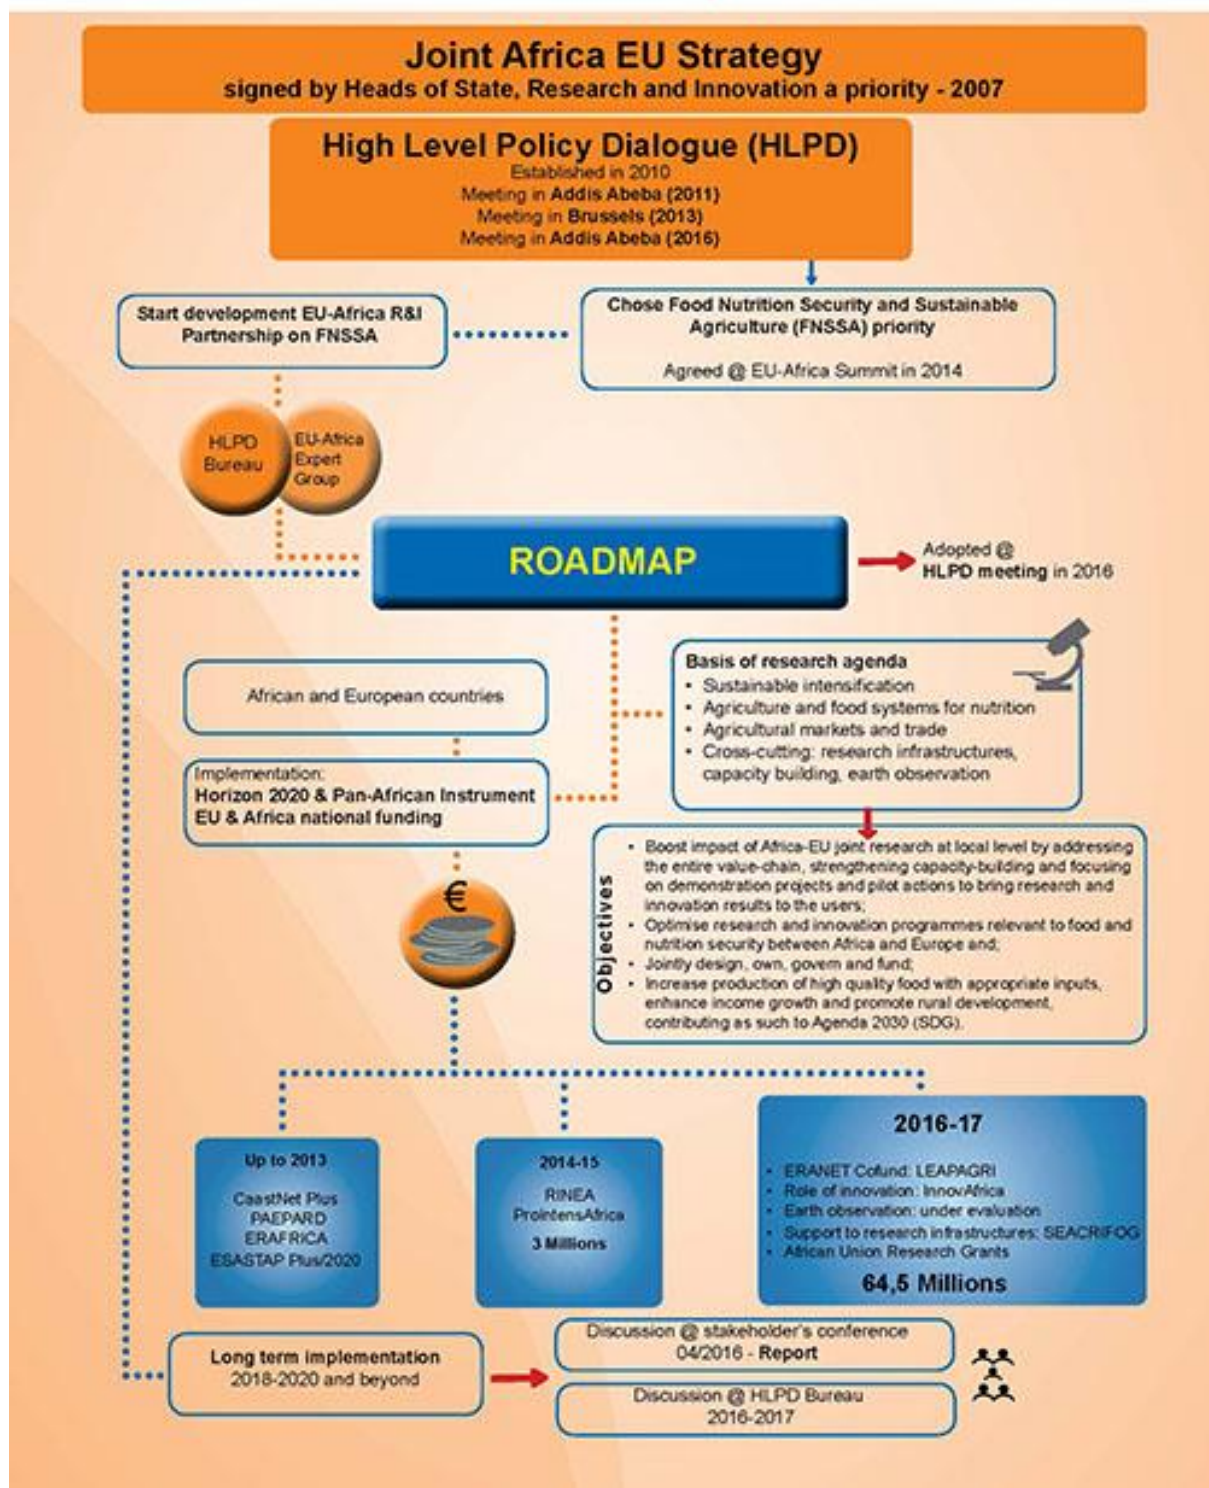 Joint Africa EU Strategy
signed by Heads of State, Research and Innovation a priority - 2007
High Level Policy Dialogue (HLPD)
Established in 2010
Meeting in Addis Abeba (2011)
Meeting in Brussels (2013)
Meeting in Addis Abeba (2016)
Start development EU-Africa R&I
Partnership on FNSSA
Chose Food Nutrition Security and Sustainable
Agriculture (FNSSA) priority
Agreed @ EU-Africa Summit in 2014
HLPD
Bureau
EU-Africa
Expert
Group
ROADMAP
Adopted @
HLPD meeting in 2016
African and European countries
Implementation:
Horizon 2020 & Pan-African Instrument
EU & Africa national funding
Basis of research agenda
• Sustainable intensification
• Agriculture and food systems for nutrition
• Agricultural markets and trade
• Cross-cutting: research infrastructures,
capacity building, earth observation
Objectives
• Boost impact of Africa-EU joint research at local level by addressing
the entire value-chain, strengthening capacity-building and focusing
on demonstration projects and pilot actions to bring research and
innovation results to the users;
• Optimise research and innovation programmes relevant to food and
nutrition security between Africa and Europe and;
• Jointly design, own, govern and fund;
• Increase production of high quality food with appropriate inputs,
enhance income growth and promote rural development,
contributing as such to Agenda 2030 (SDG).
€
Up to 2013
CaastNet Plus
PAEPARD
ERAFRICA
ESASTAP Plus/2020
2014-15
RINEA
ProIntensAfrica
3 Millions
2016-17
• ERANET Cofund: LEAPAGRI
• Role of innovation: InnovAfrica
• Earth observation: under evaluation
• Support to research infrastructures: SEACRIFOG
• African Union Research Grants
64,5 Millions
Long term implementation
2018-2020 and beyond
Discussion @ stakeholder's conference
04/2016 - Report
Discussion @ HLPD Bureau
2016-2017